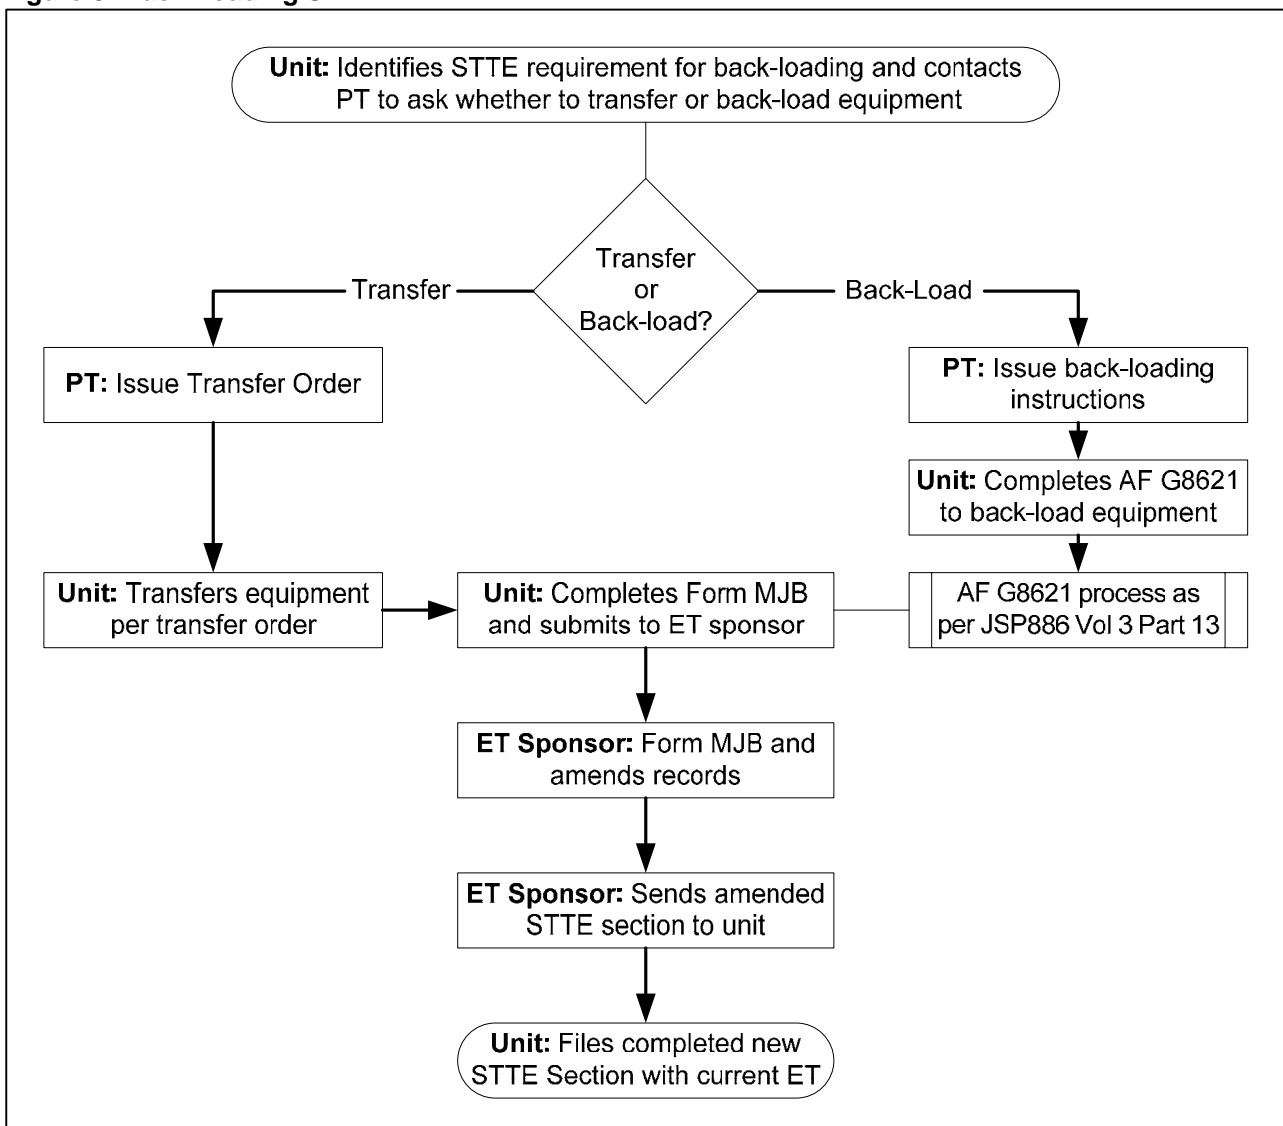 Unit: Identifies STTE requirement for back-loading and contacts
PT to ask whether to transfer or back-load equipment
Transfer
or
Back-load?
Transfer
Back-Load
PT: Issue Transfer Order
PT: Issue back-loading
instructions
Unit: Completes AF G8621
to back-load equipment
Unit: Transfers equipment
per transfer order
Unit: Completes Form MJB
and submits to ET sponsor
AF G8621 process as
per JSP886 Vol 3 Part 13
ET Sponsor: Form MJB and
amends records
ET Sponsor: Sends amended
STTE section to unit
Unit: Files completed new
STTE Section with current ET